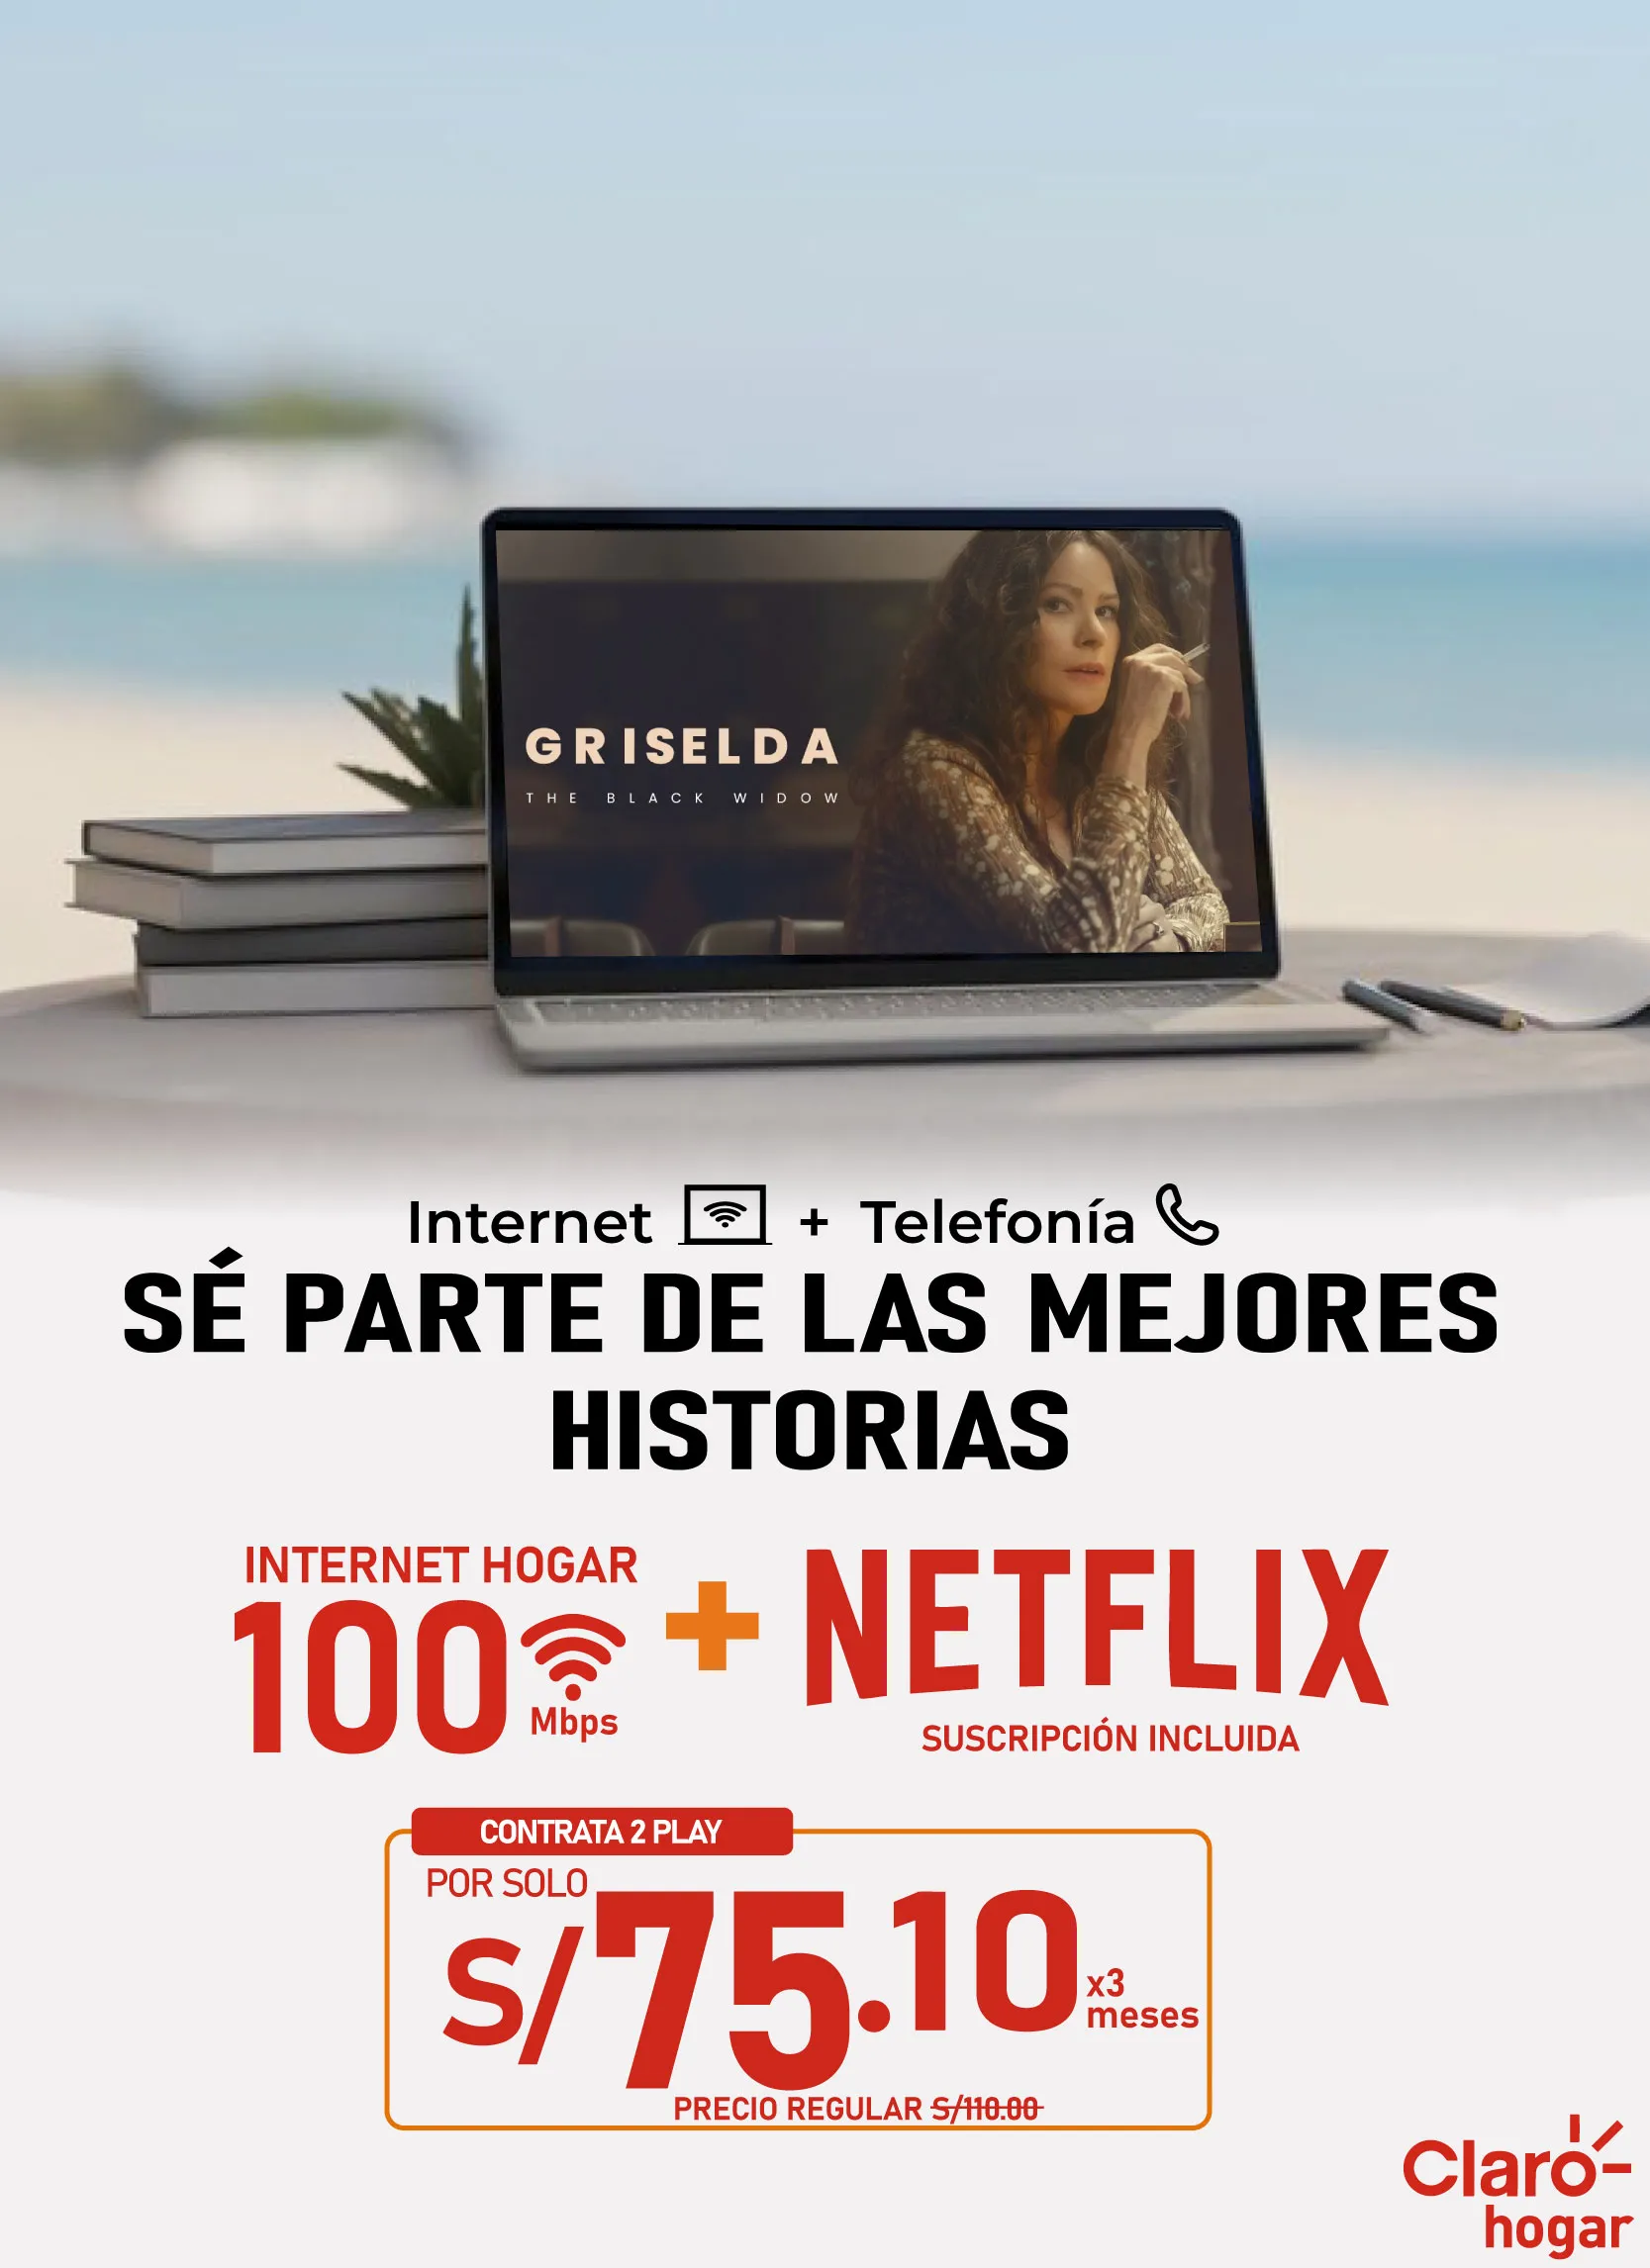 GRISELDA
THE BLACK WIDOW
Internet + Telefonía
SÉ PARTE DE LAS MEJORES
HISTORIAS
INTERNET HOGAR
100
Mbps
+
NETFLIX
SUSCRIPCIÓN INCLUIDA
CONTRATA 2 PLAY
POR SOLO
S/75.10
x3
meses
PRECIO REGULAR S/110.00
Claro
hogar